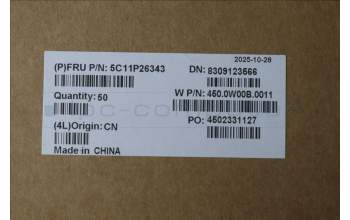 2025-10-28
(P)FRU P/N: 5C11P26343
DN: 8309123566
Quantity: 50
W P/N: 450.0W00B.0011
PO: 4502331127
(4L)Origin: CN
Made in CHINA